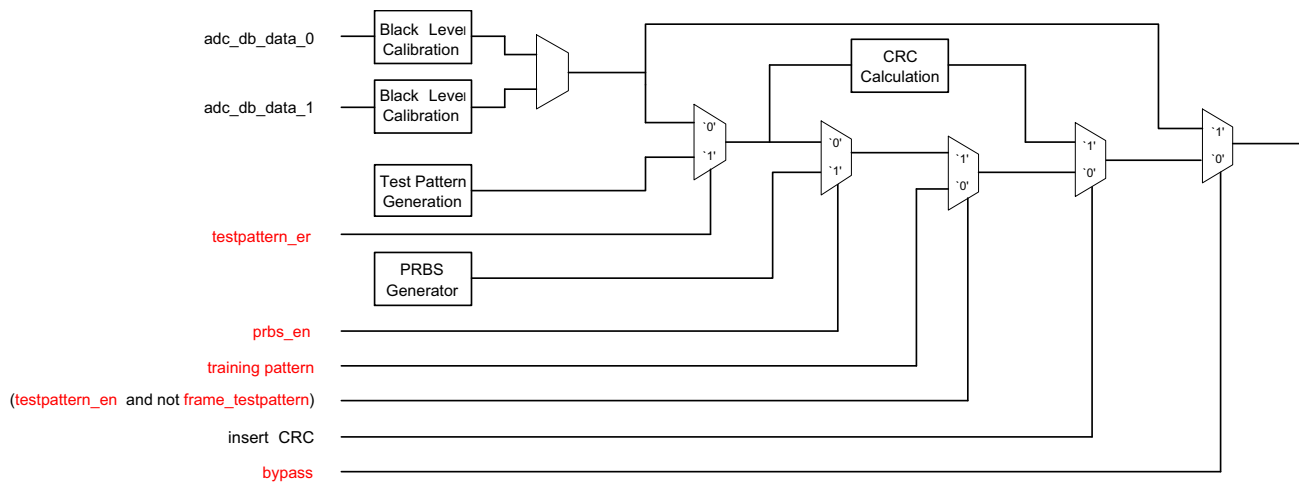 adc_db_data_0
Black Level
Calibration
adc_db_data_1
Black Level
Calibration
CRC
Calculation
`0'
`1'
`0'
`1'
`1'
`0'
`1'
`0'
`1'
`0'
Test Pattern
Generation
testpattern_er
PRBS
Generator
prbs_en
training pattern
(testpattern_en and not frame_testpattern)
insert CRC
bypass